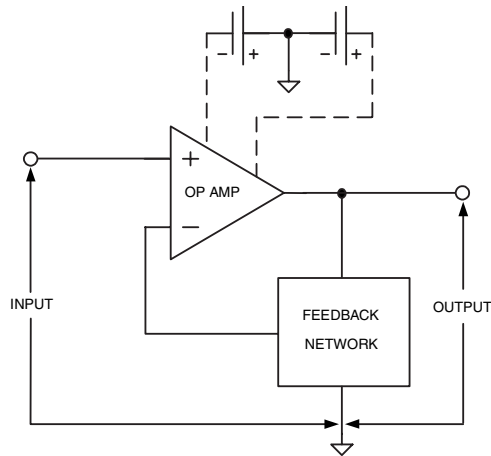 − + − +
+
OP AMP
−
INPUT
FEEDBACK
NETWORK
OUTPUT